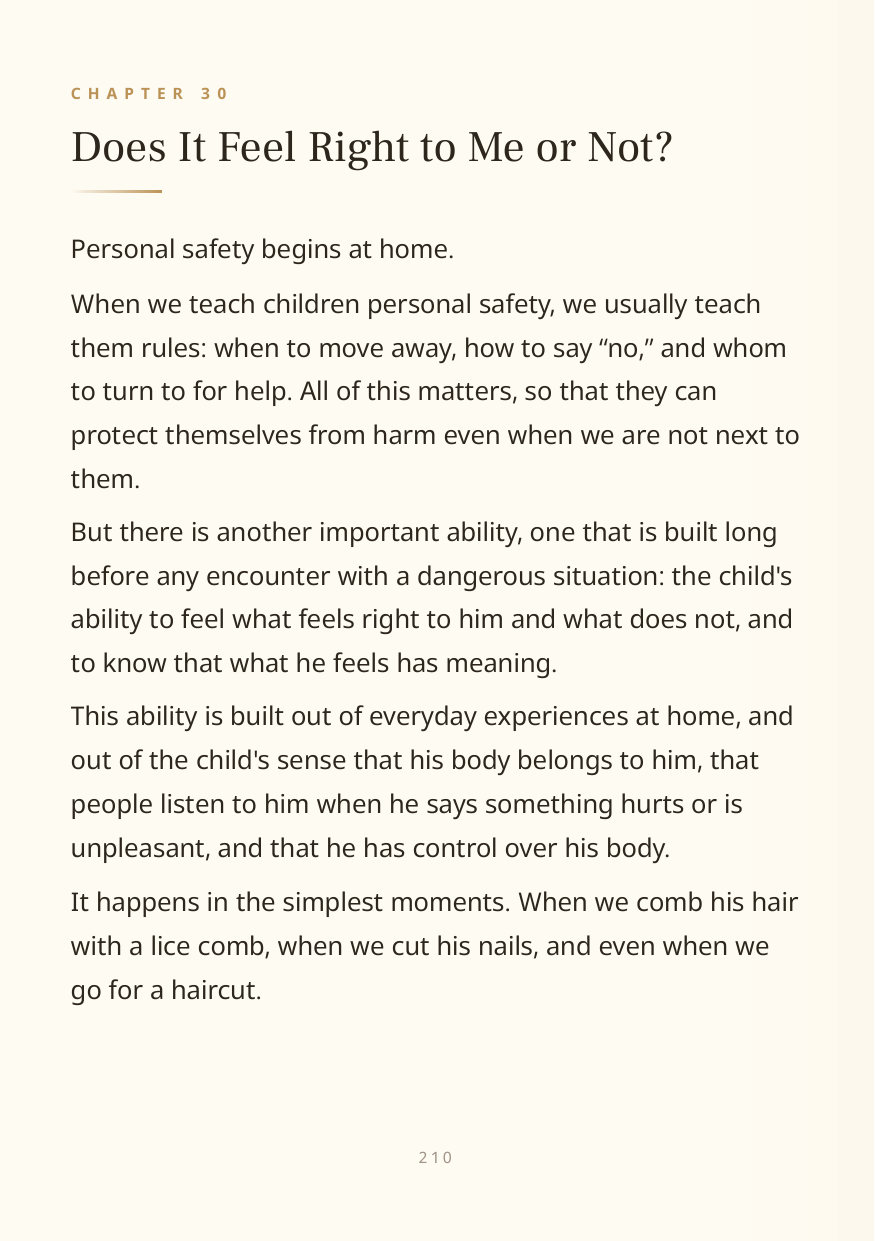 CHAPTER 30
Does It Feel Right to Me or Not?
Personal safety begins at home.
When we teach children personal safety, we usually teach
them rules: when to move away, how to say “no,” and whom
to turn to for help. All of this matters, so that they can
protect themselves from harm even when we are not next to
them.
But there is another important ability, one that is built long
before any encounter with a dangerous situation: the child's
ability to feel what feels right to him and what does not, and
to know that what he feels has meaning.
This ability is built out of everyday experiences at home, and
out of the child's sense that his body belongs to him, that
people listen to him when he says something hurts or is
unpleasant, and that he has control over his body.
It happens in the simplest moments. When we comb his hair
with a lice comb, when we cut his nails, and even when we
go for a haircut.
210